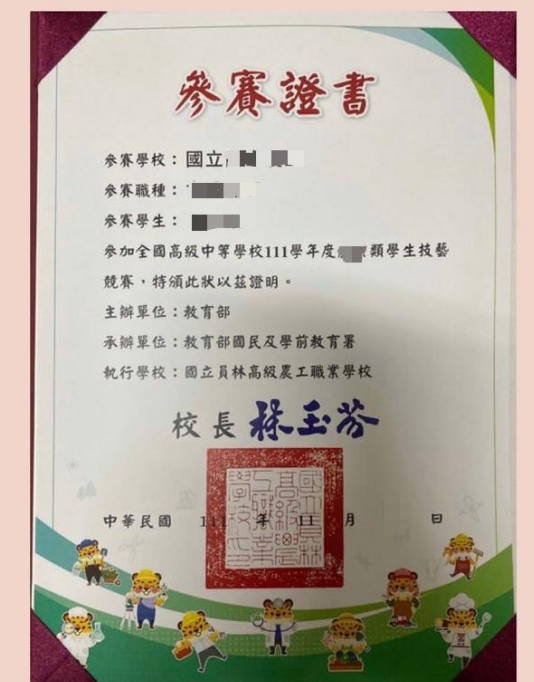 參賽證書
參賽學校：國立
參賽職種：
參賽學生：
參加全國高級中等學校111學年度 類學生技藝
競賽，特頒此狀以茲證明。
主辦單位：教育部
承辦單位：教育部國民及學前教育署
執行學校：國立員林高級農工職業學校
校長 林玉芬
中華民國 111 年 11 月 日